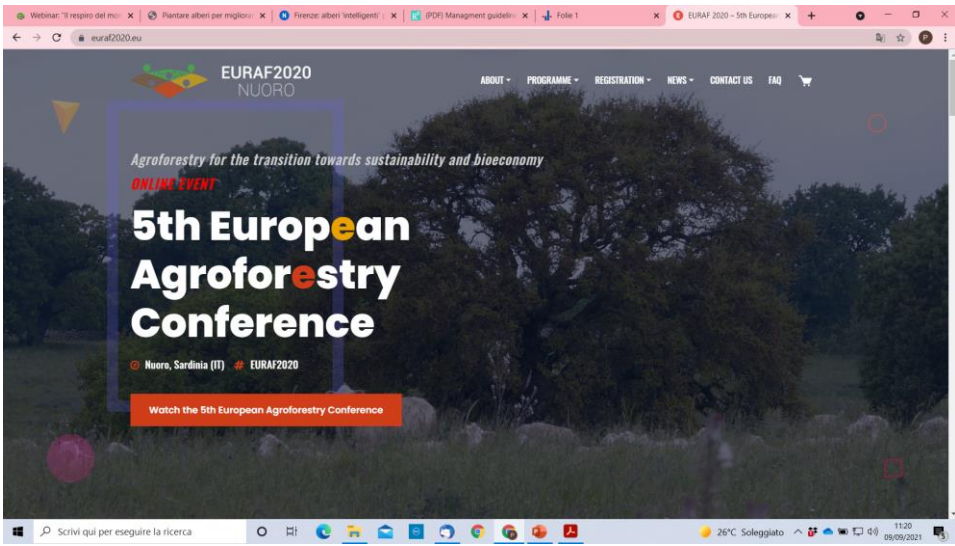 Webinar: "Il respiro del mo
Piantare alberi per migliorar
Firenze: alberi 'intelligenti'
(PDF) Managment guideline
Folie 1
EURAF 2020 – 5th European
euraf2020.eu
P
EURAF2020
NUORO
ABOUT
PROGRAMME
REGISTRATION
NEWS
CONTACT US
FAQ
Agroforestry for the transition towards sustainability and bioeconomy
ONLINE EVENT
5th European
Agroforestry
Conference
Nuoro, Sardinia (IT) # EURAF2020
Watch the 5th European Agroforestry Conference
Scrivi qui per eseguire la ricerca
26°C Soleggiato
11:20
09/09/2021